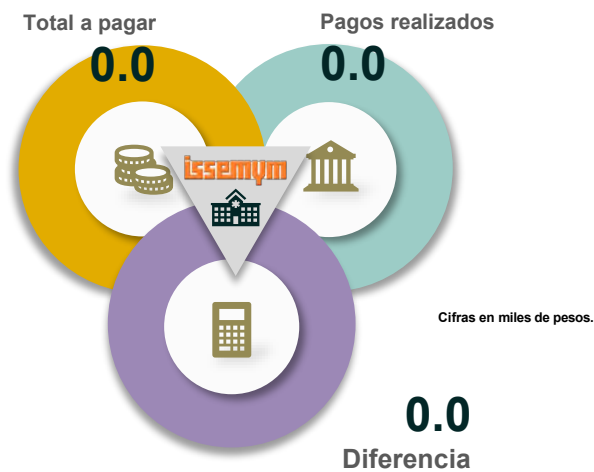 Total a pagar
0.0
Pagos realizados
0.0
issemym
Cifras en miles de pesos.
0.0
Diferencia